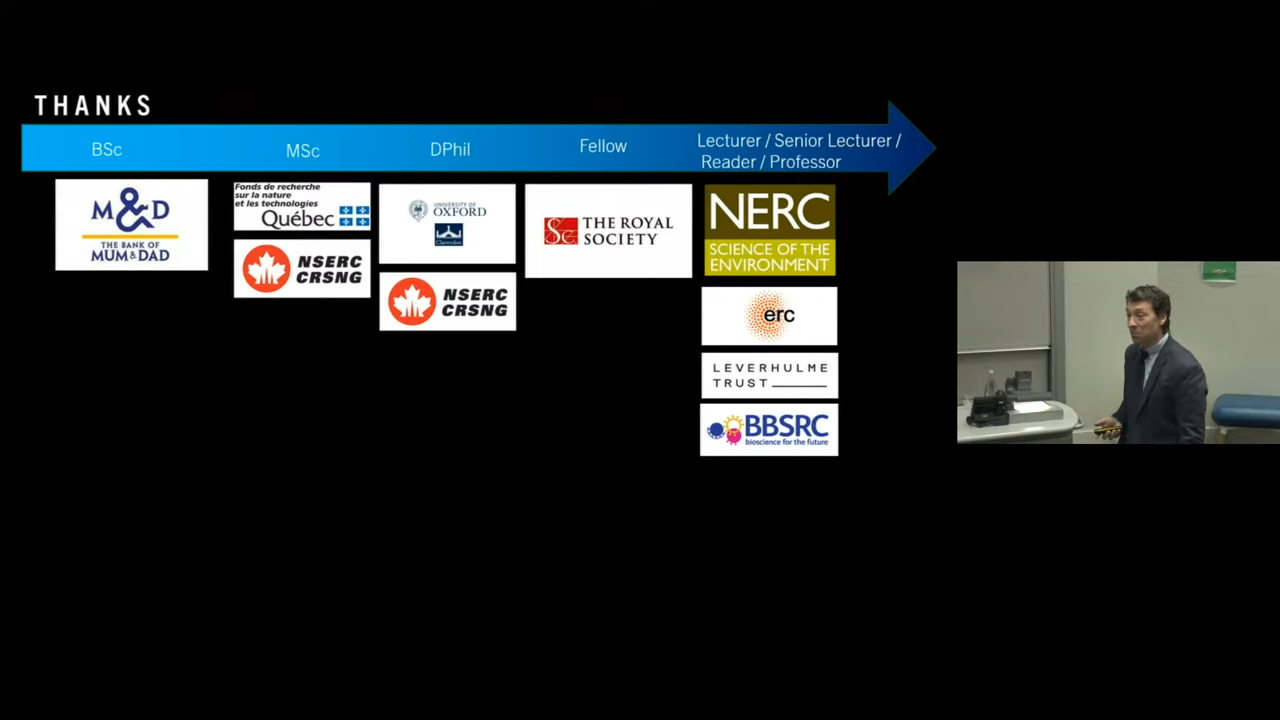 THANKS
BSc
MSc
DPhil
Fellow
Lecturer / Senior Lecturer /
Reader / Professor
M&D
THE BANK OF
MUM & DAD
Fonds de recherche
sur la nature
et les technologies
Québec
NSERC
CRSNG
UNIVERSITY OF
OXFORD
Clarendon
NSERC
CRSNG
THE ROYAL
SOCIETY
NERC
SCIENCE OF THE
ENVIRONMENT
erc
LEVERHULME
TRUST
BBSRC
bioscience for the future